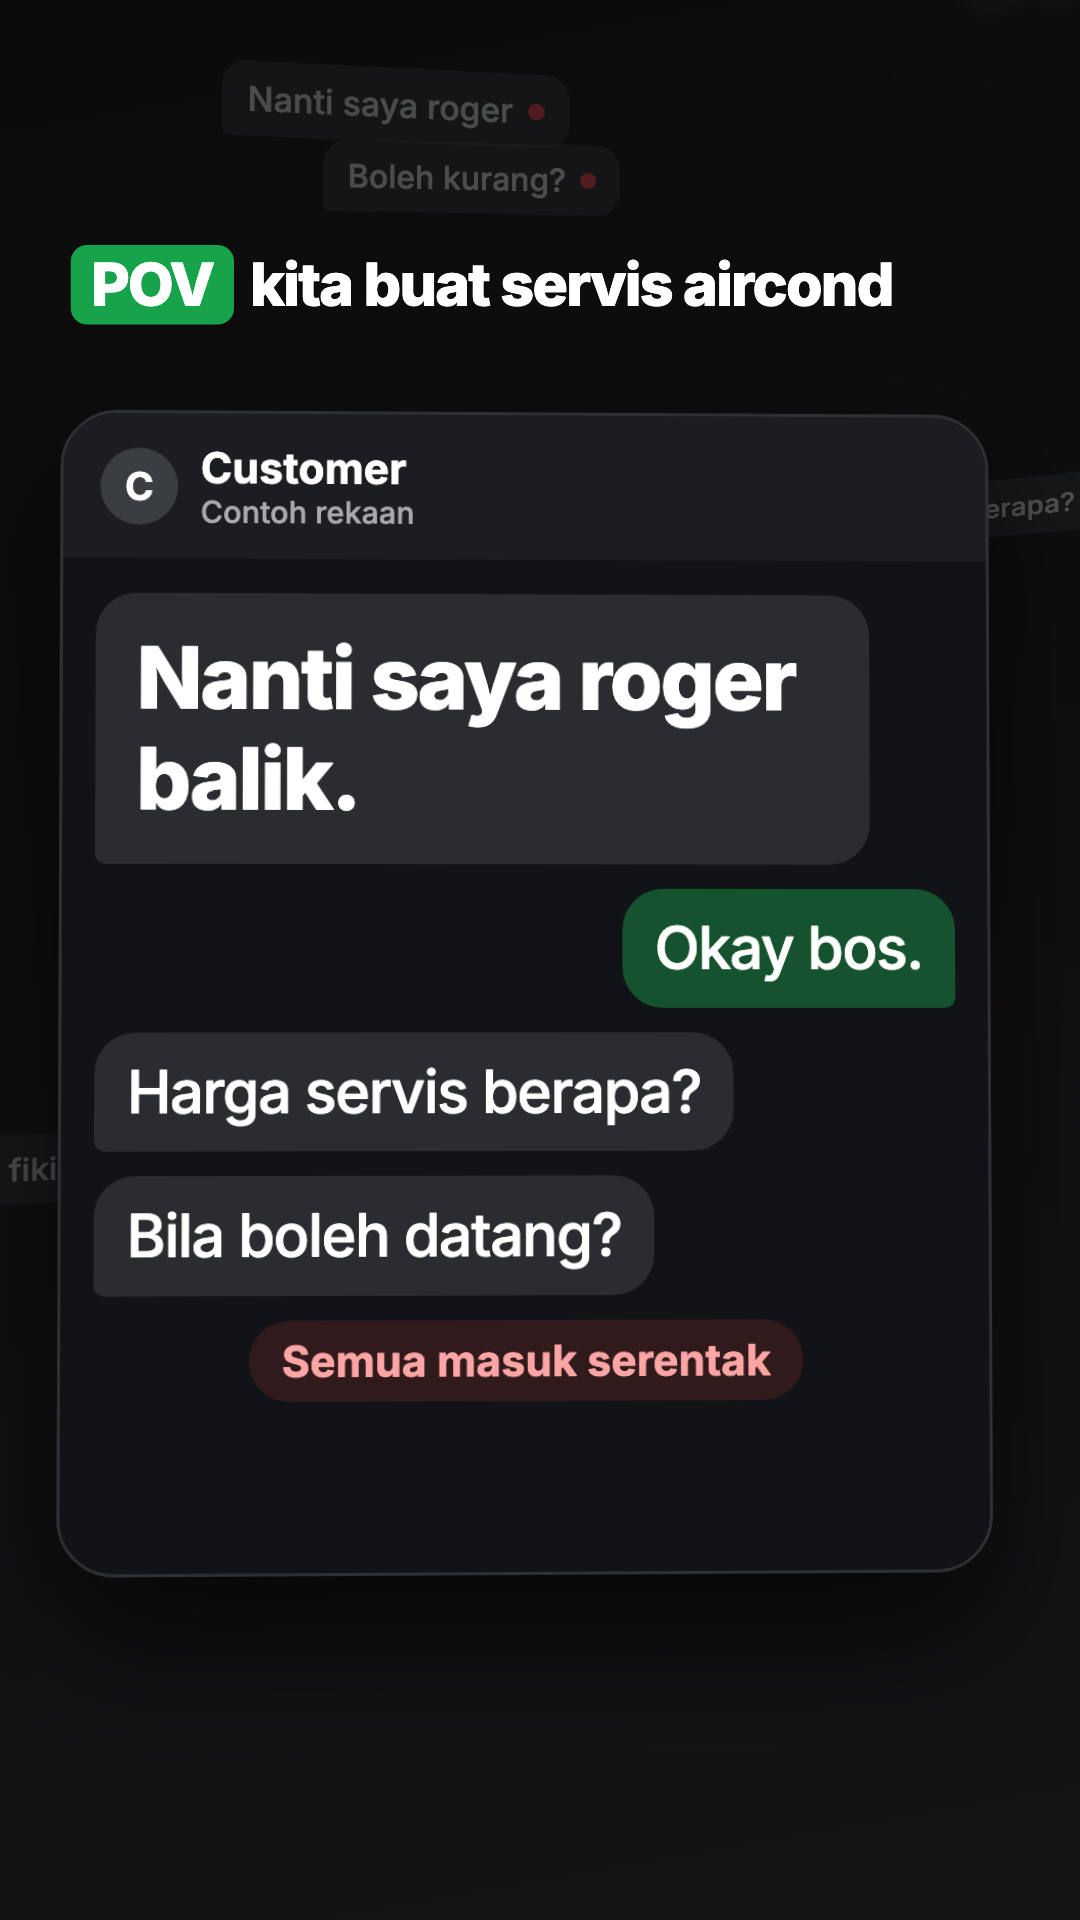 Nanti saya roger
Boleh kurang?
POV kita buat servis aircond
C
Customer
Contoh rekaan
erapa?
Nanti saya roger
balik.
Okay bos.
Harga servis berapa?
fiki
Bila boleh datang?
Semua masuk serentak